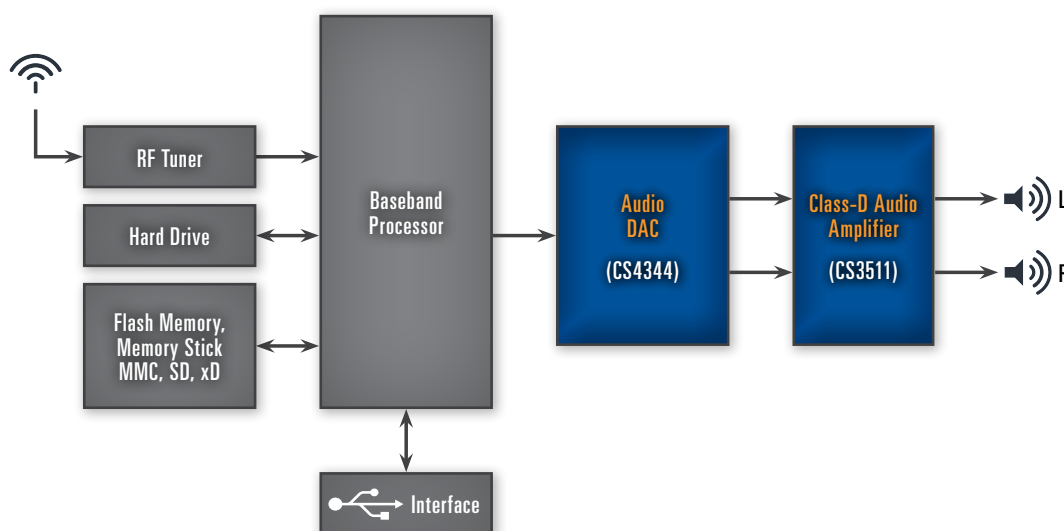 RF Tuner
Hard Drive
Flash Memory,
Memory Stick
MMC, SD, xD
Baseband
Processor
Interface
Audio
DAC
(CS4344)
Class-D Audio
Amplifier
(CS3511)
L
R